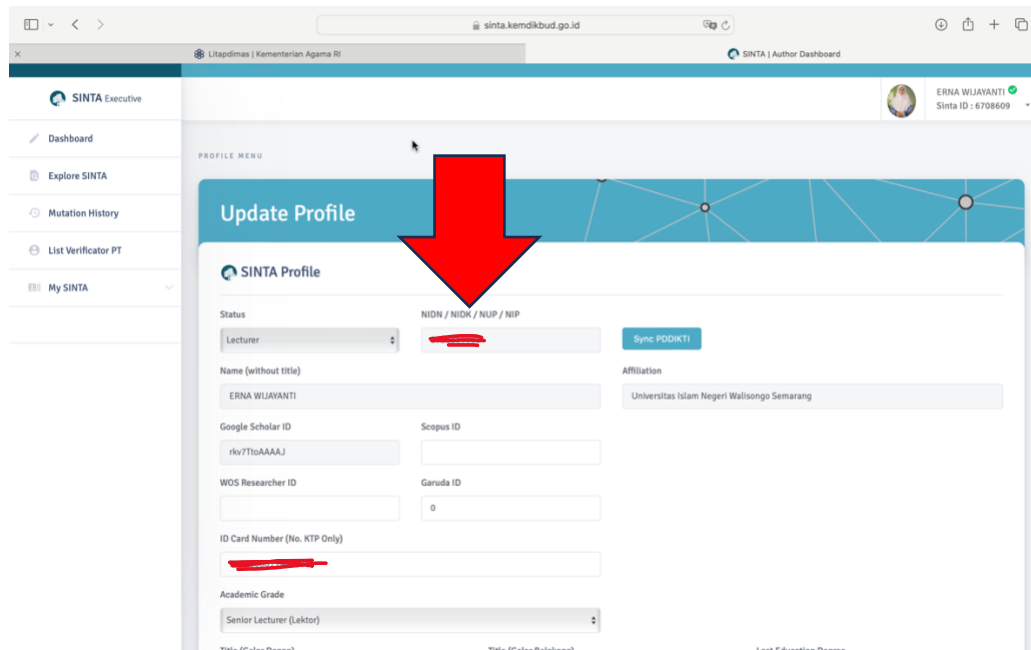 sinta.kemdikbud.go.id
Litapdimas | Kementerian Agama RI
SINTA | Author Dashboard
SINTA Executive
ERNA WIJAYANTI
Sinta ID : 6708609
Dashboard
Explore SINTA
Mutation History
List Verificator PT
My SINTA
PROFILE MENU
Update Profile
SINTA Profile
Status
NIDN / NIDK / NUP / NIP
Lecturer
Sync PDDIKTI
Name (without title)
Affiliation
ERNA WIJAYANTI
Universitas Islam Negeri Walisongo Semarang
Google Scholar ID
Scopus ID
rkv7TtoAAAAJ
WOS Researcher ID
Garuda ID
0
ID Card Number (No. KTP Only)
Academic Grade
Senior Lecturer (Lektor)